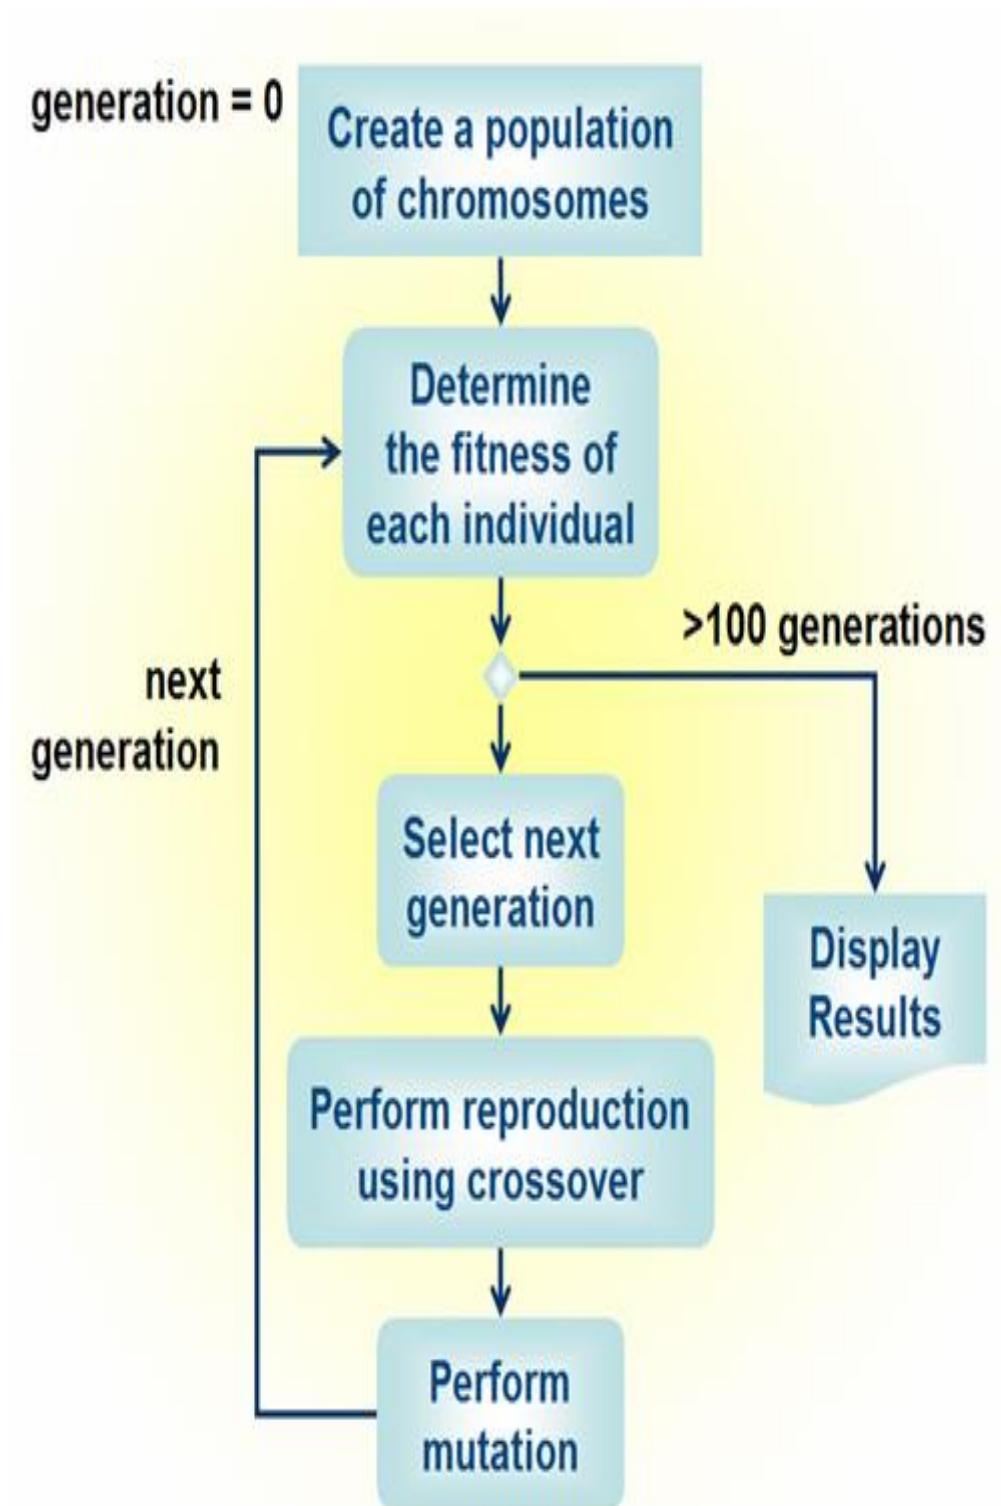 generation = 0
Create a population
of chromosomes
Determine
the fitness of
each individual
>100 generations
next
generation
Select next
generation
Display
Results
Perform reproduction
using crossover
Perform
mutation